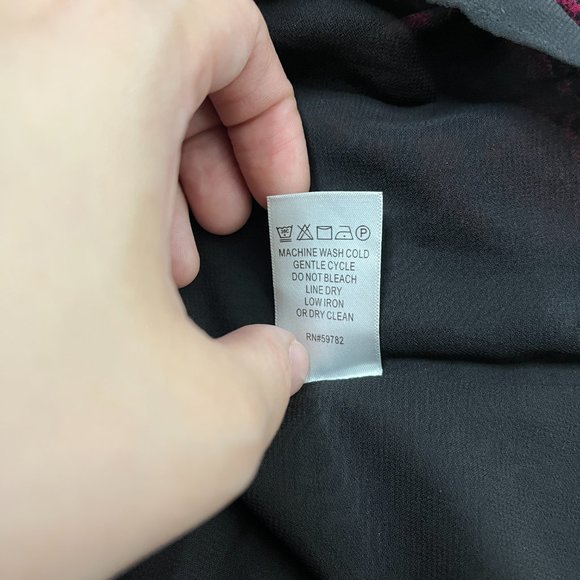 MACHINE WASH COLD
GENTLE CYCLE
DO NOT BLEACH
LINE DRY
LOW IRON
OR DRY CLEAN
RN#59782